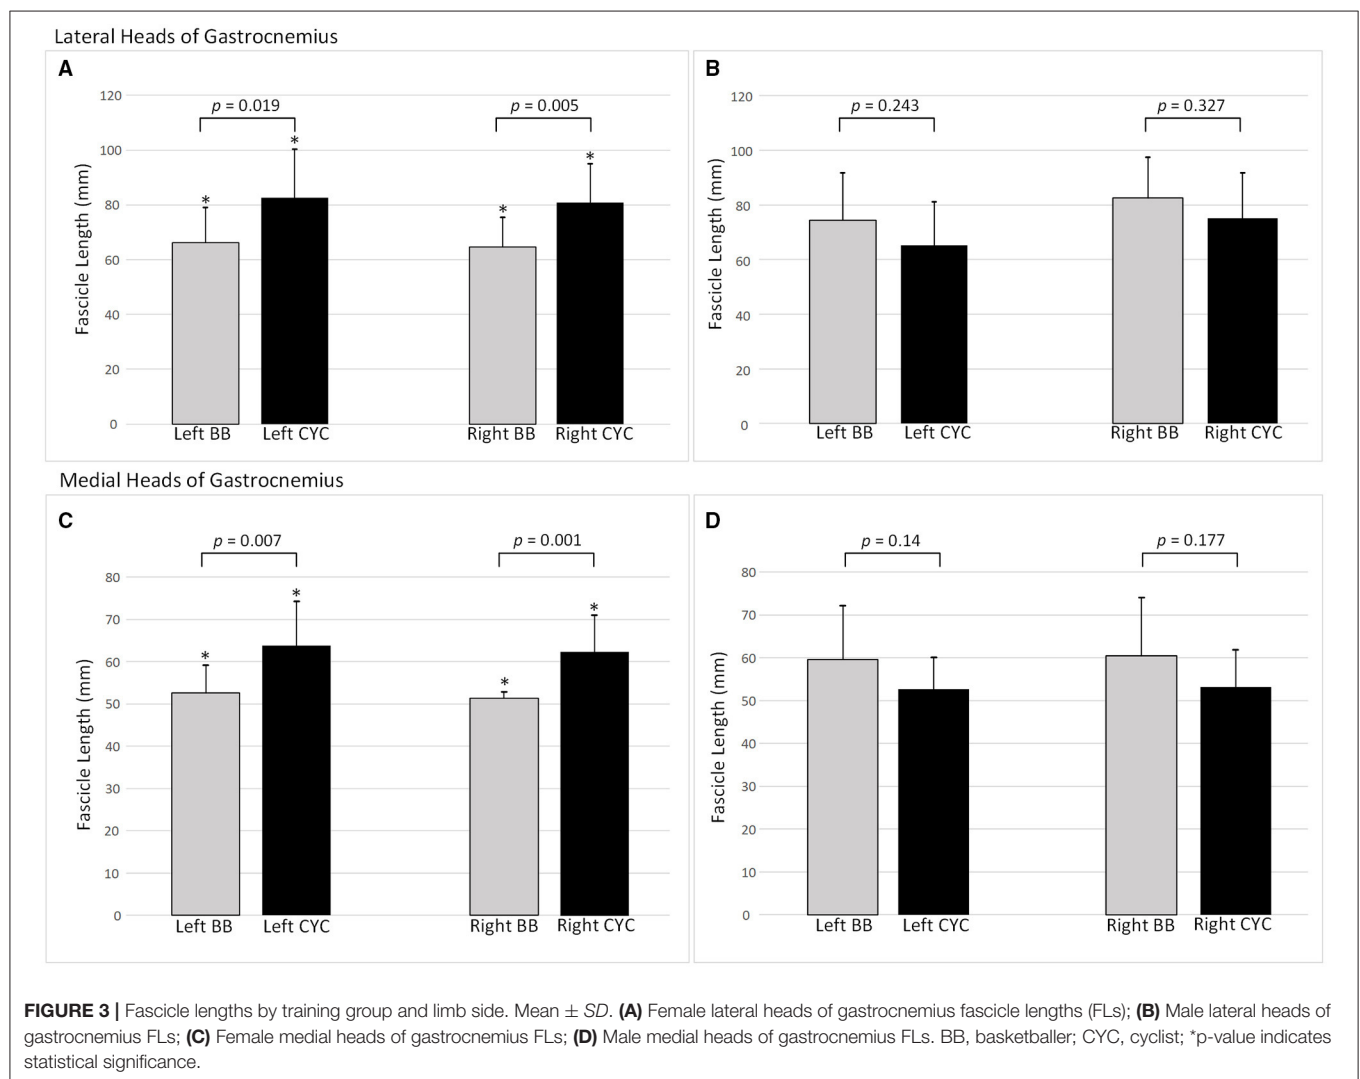 Lateral Heads of Gastrocnemius
A
p = 0.019
p = 0.005
120
100
80
60
40
20
0
Fascicle Length (mm)
*
*
*
*
Left BB
Left CYC
Right BB
Right CYC
B
p = 0.243
p = 0.327
120
100
80
60
40
20
0
Fascicle Length (mm)
Left BB
Left CYC
Right BB
Right CYC
Medial Heads of Gastrocnemius
C
p = 0.007
p = 0.001
80
70
60
50
40
30
20
10
0
Fascicle Length (mm)
*
*
*
*
Left BB
Left CYC
Right BB
Right CYC
D
p = 0.14
p = 0.177
80
70
60
50
40
30
20
10
0
Fascicle Length (mm)
Left BB
Left CYC
Right BB
Right CYC
FIGURE 3 | Fascicle lengths by training group and limb side. Mean ± SD. (A) Female lateral heads of gastrocnemius fascicle lengths (FLs); (B) Male lateral heads of
gastrocnemius FLs; (C) Female medial heads of gastrocnemius FLs; (D) Male medial heads of gastrocnemius FLs. BB, basketballer; CYC, cyclist; *p-value indicates
statistical significance.